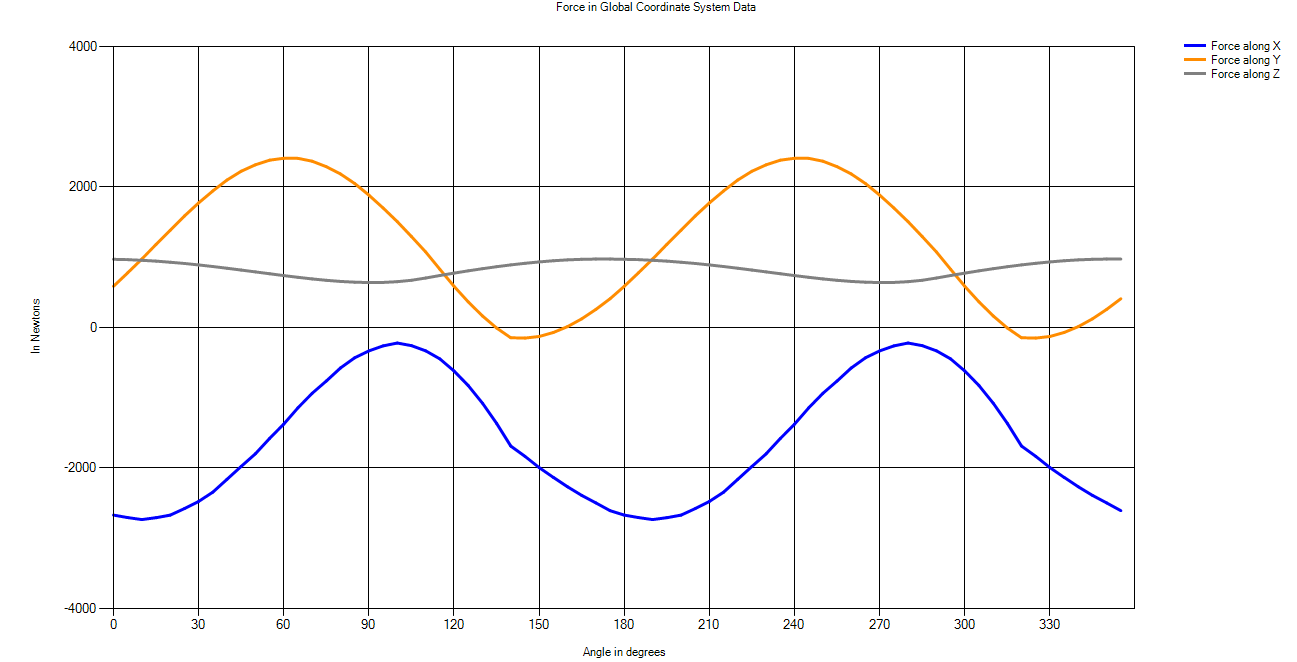 Force in Global Coordinate System Data
4000
2000
0
-2000
-4000
In Newtons
0 30 60 90 120 150 180 210 240 270 300 330
Angle in degrees
Force along X
Force along Y
Force along Z